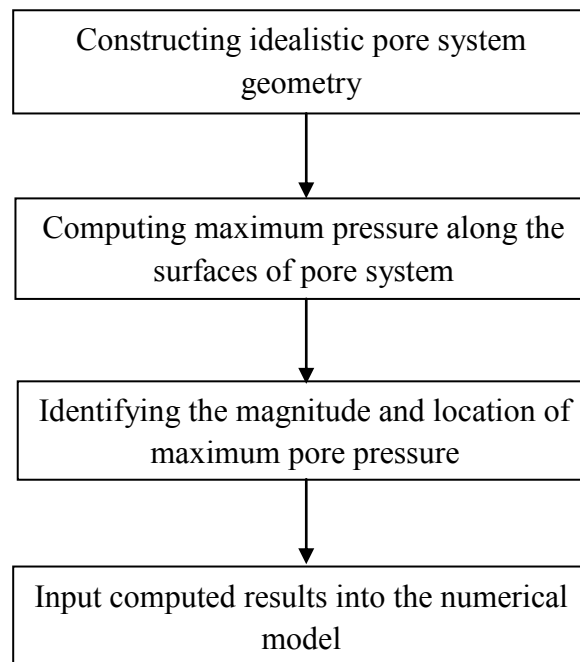 Constructing idealistic pore system
geometry
Computing maximum pressure along the
surfaces of pore system
Identifying the magnitude and location of
maximum pore pressure
Input computed results into the numerical
model